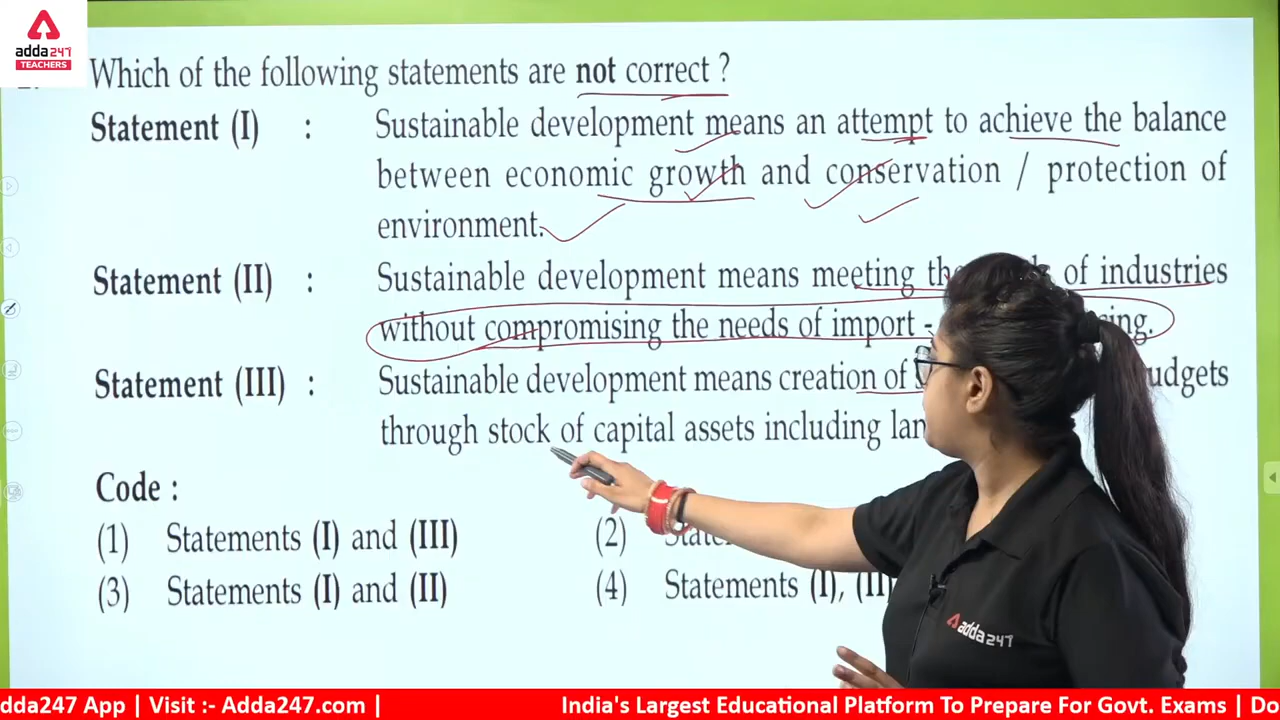 adda247
TEACHERS
Which of the following statements are not correct ?
Statement (I) : Sustainable development means an attempt to achieve the balance
between economic growth and conservation / protection of
environment.
Statement (II) : Sustainable development means meeting the of industries
without compromising the needs of import -
Statement (III) : Sustainable development means creation of
through stock of capital assets including
Code :
(1) Statements (I) and (III) (2)
(3) Statements (I) and (II) (4) Statements (I), (II)
adda247
dda247 App | Visit :- Adda247.com | India's Largest Educational Platform To Prepare For Govt. Exams | Do